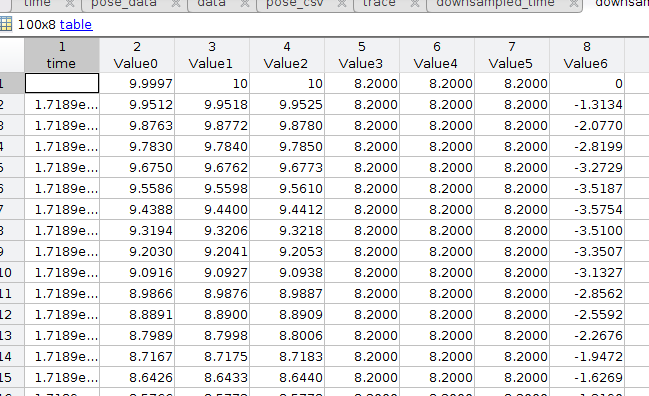 time pose_data data pose_csv trace downsampled_time
100x8 table
1 2 3 4 5 6 7 8
time Value0 Value1 Value2 Value3 Value4 Value5 Value6
1 9.9997 10 10 8.2000 8.2000 8.2000 0
2 1.7189e... 9.9512 9.9518 9.9525 8.2000 8.2000 8.2000 -1.3134
3 1.7189e... 9.8763 9.8772 9.8780 8.2000 8.2000 8.2000 -2.0770
4 1.7189e... 9.7830 9.7840 9.7850 8.2000 8.2000 8.2000 -2.8199
5 1.7189e... 9.6750 9.6762 9.6773 8.2000 8.2000 8.2000 -3.2729
6 1.7189e... 9.5586 9.5598 9.5610 8.2000 8.2000 8.2000 -3.5187
7 1.7189e... 9.4388 9.4400 9.4412 8.2000 8.2000 8.2000 -3.5754
8 1.7189e... 9.3194 9.3206 9.3218 8.2000 8.2000 8.2000 -3.5100
9 1.7189e... 9.2030 9.2041 9.2053 8.2000 8.2000 8.2000 -3.3507
10 1.7189e... 9.0916 9.0927 9.0938 8.2000 8.2000 8.2000 -3.1327
11 1.7189e... 8.9866 8.9876 8.9887 8.2000 8.2000 8.2000 -2.8562
12 1.7189e... 8.8891 8.8900 8.8909 8.2000 8.2000 8.2000 -2.5592
13 1.7189e... 8.7989 8.7998 8.8006 8.2000 8.2000 8.2000 -2.2676
14 1.7189e... 8.7167 8.7175 8.7183 8.2000 8.2000 8.2000 -1.9472
15 1.7189e... 8.6426 8.6433 8.6440 8.2000 8.2000 8.2000 -1.6269